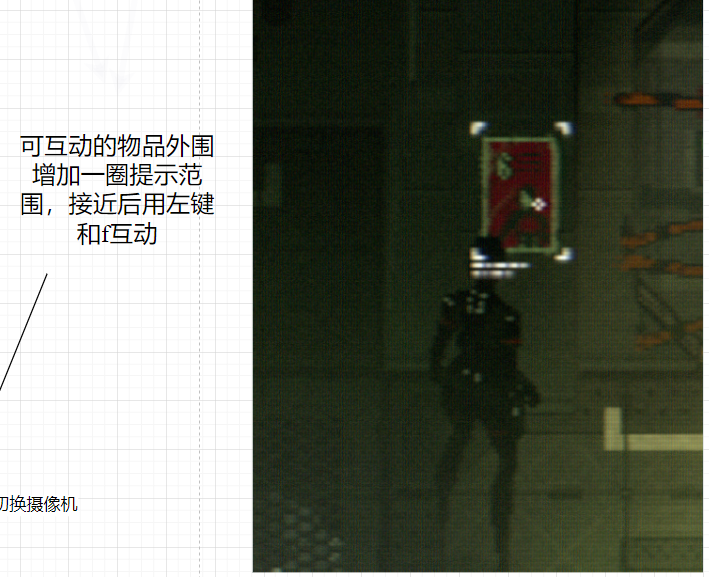 可互动的物品外围
增加一圈提示范
围，接近后用左键
和f互动
6
切换摄像机